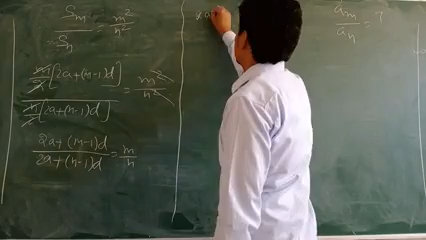 Sm/Sn = m²/n²
m/2[2a+(m-1)d] / n/2[2a+(n-1)d] = m²/n²
2a+(m-1)d / 2a+(n-1)d = m/n
am/an = ?